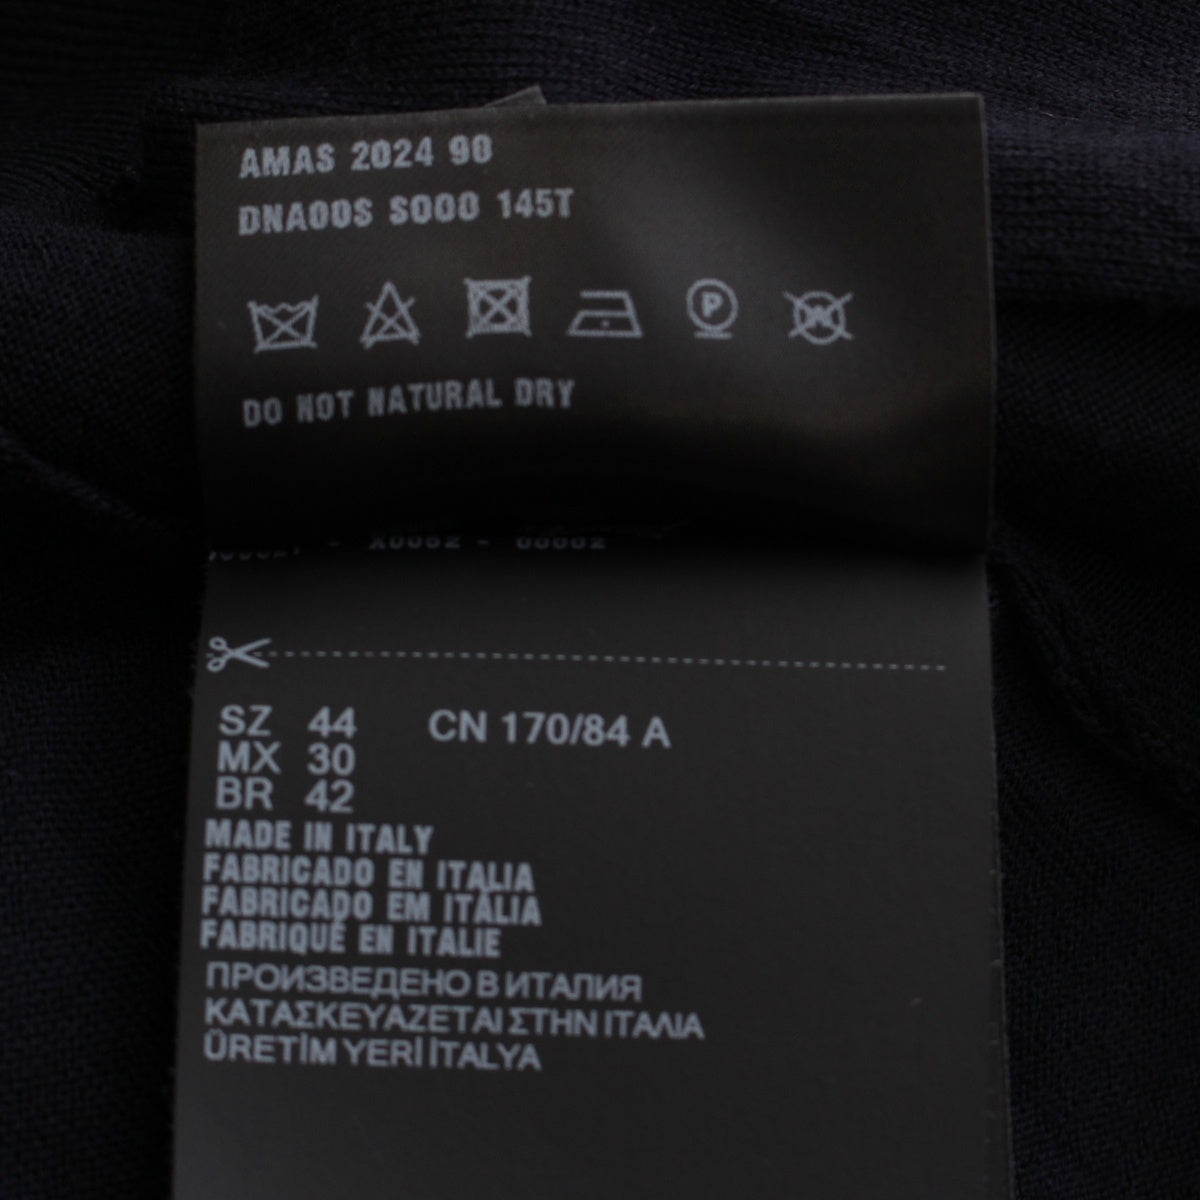 AMAS 2024 90
DNA00S S000 145T
P
W
DO NOT NATURAL DRY
SZ 44 CN 170/84 A
MX 30
BR 42
MADE IN ITALY
FABRICADO EN ITALIA
FABRICADO EM ITÁLIA
FABRIQUÉ EN ITALIE
ПРОИЗВЕДЕНО В ИТАЛИЯ
ΚΑΤΑΣΚΕΥΑΖΕΤΑΙ ΣΤΗΝ ΙΤΑΛΙΑ
ÜRETİM YERİ İTALYA